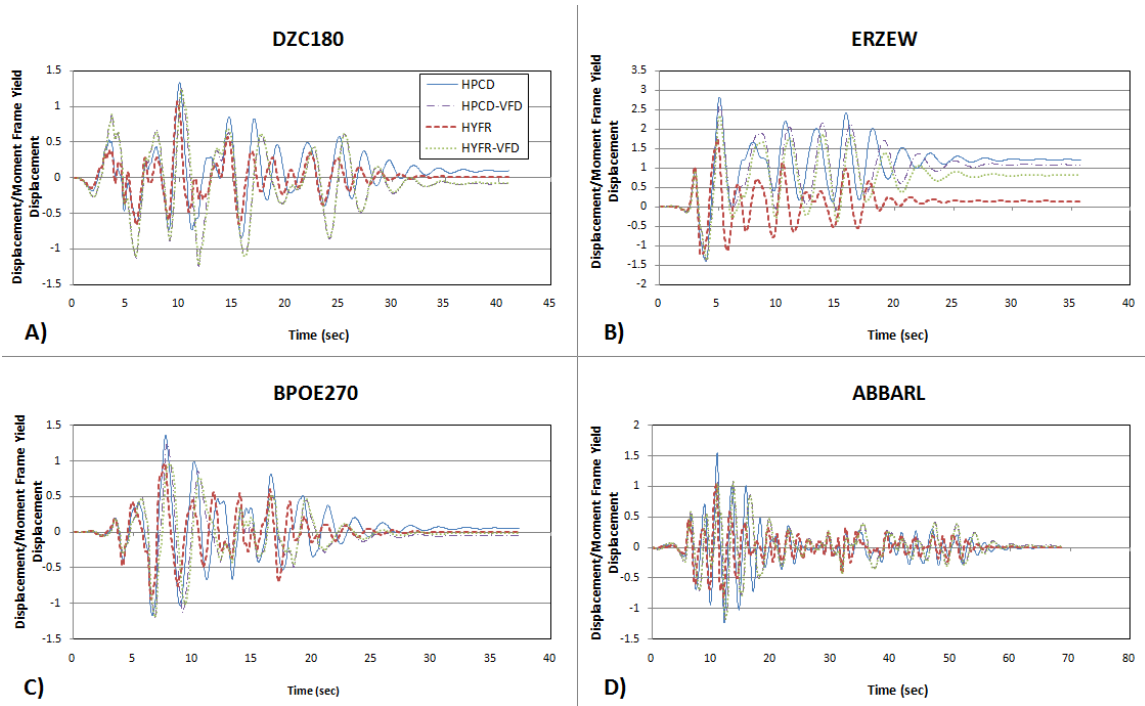 DZC180
Displacement/Moment Frame Yield
Displacement
1.5
1
0.5
0
-0.5
-1
-1.5
HPCD
HPCD-VFD
HYFR
HYFR-VFD
0 5 10 15 20 25 30 35 40 45
Time (sec)
A)
ERZEW
Displacement/Moment Frame Yield
Displacement
3.5
3
2.5
2
1.5
1
0.5
0
-0.5
-1
-1.5
-2
0 5 10 15 20 25 30 35 40
Time (sec)
B)
BPOE270
Displacement/Moment Frame Yield
Displacement
1.5
1
0.5
0
-0.5
-1
-1.5
0 5 10 15 20 25 30 35 40
Time (sec)
C)
ABBARL
Displacement/Moment Frame Yield
Displacement
2
1.5
1
0.5
0
-0.5
-1
-1.5
0 10 20 30 40 50 60 70 80
Time (sec)
D)